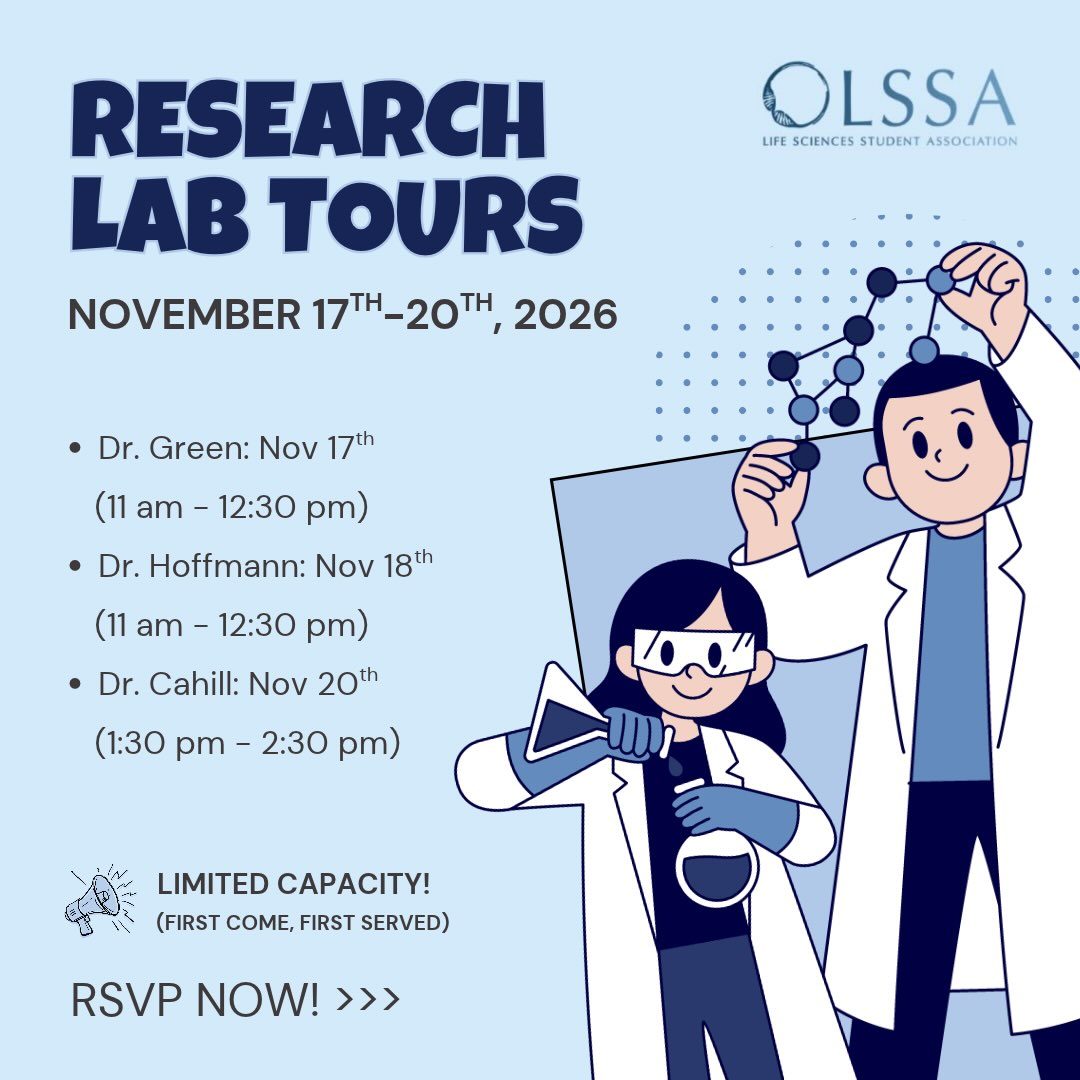 RESEARCH
LAB TOURS
OLSSA
LIFE SCIENCES STUDENT ASSOCIATION
NOVEMBER 17TH-20TH, 2026
• Dr. Green: Nov 17th
(11 am - 12:30 pm)
• Dr. Hoffmann: Nov 18th
(11 am - 12:30 pm)
• Dr. Cahill: Nov 20th
(1:30 pm - 2:30 pm)
LIMITED CAPACITY!
(FIRST COME, FIRST SERVED)
RSVP NOW! >>>